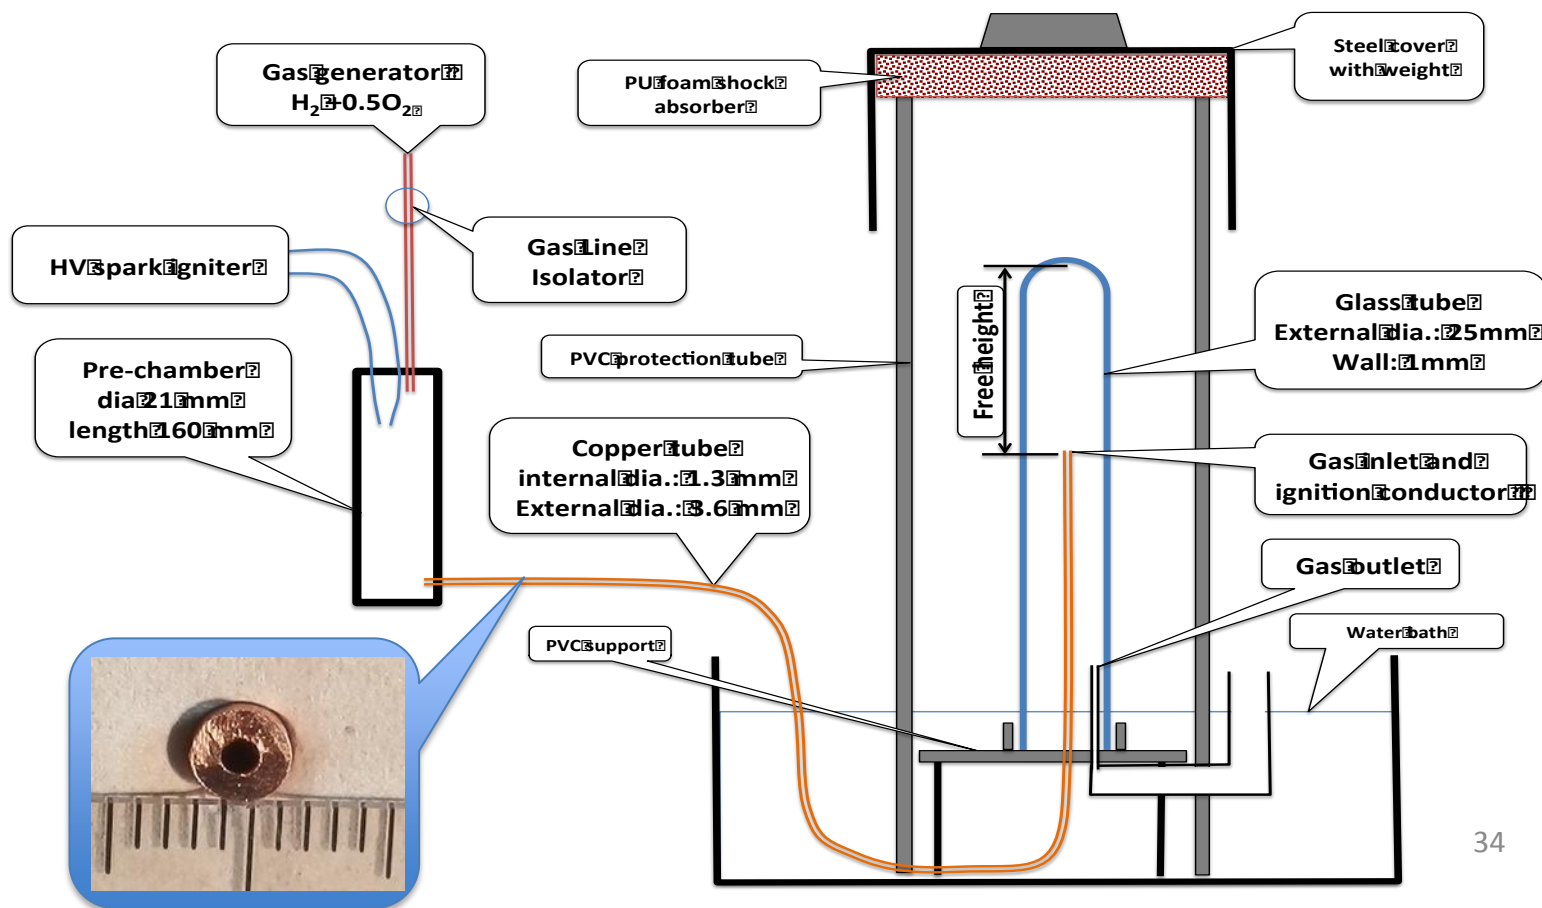 Gas generator
H₂ +0.5O₂
PU foam shock
absorber
Steel cover
with weight
HV spark igniter
Gas Line
Isolator
Free height
Glass tube
External dia.: 25mm
Wall: 1mm
PVC protection tube
Pre-chamber
dia 21 mm
length 160 mm
Copper tube
internal dia.: 1.3 mm
External dia.: 3.6 mm
Gas inlet and
ignition conductor
Gas outlet
PVC support
Water bath
34